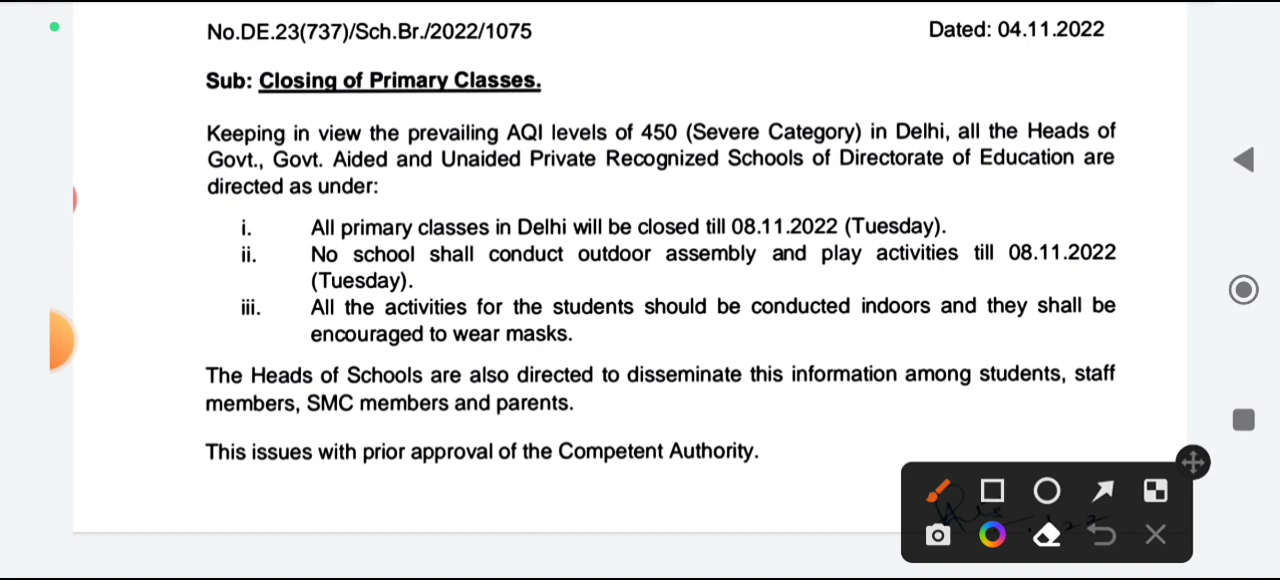 No.DE.23(737)/Sch.Br./2022/1075
Dated: 04.11.2022
Sub: Closing of Primary Classes.
Keeping in view the prevailing AQI levels of 450 (Severe Category) in Delhi, all the Heads of
Govt., Govt. Aided and Unaided Private Recognized Schools of Directorate of Education are
directed as under:
i. All primary classes in Delhi will be closed till 08.11.2022 (Tuesday).
ii. No school shall conduct outdoor assembly and play activities till 08.11.2022
(Tuesday).
iii. All the activities for the students should be conducted indoors and they shall be
encouraged to wear masks.
The Heads of Schools are also directed to disseminate this information among students, staff
members, SMC members and parents.
This issues with prior approval of the Competent Authority.